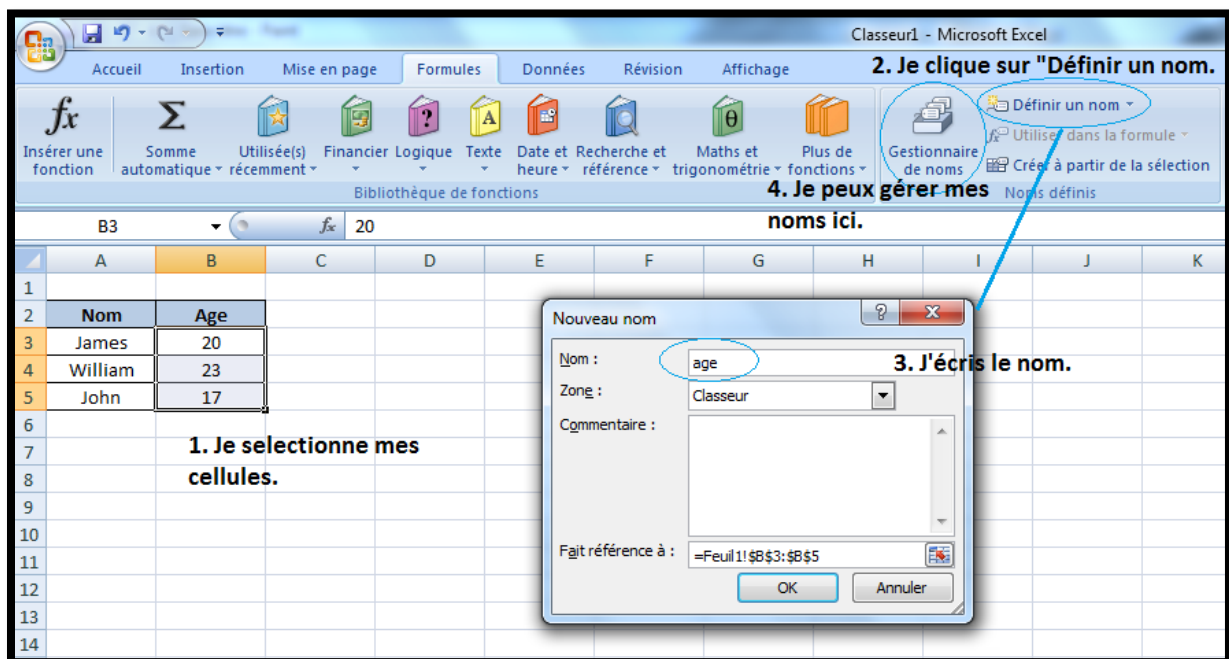 Classeur1 - Microsoft Excel
Accueil Insertion Mise en page Formules Données Révision Affichage
2. Je clique sur "Définir un nom.
fx Insérer une fonction
Σ Somme automatique
Utilisée(s) récemment
Financier
Logique
Texte
Date et heure
Recherche et référence
Maths et trigonométrie
Plus de fonctions
Bibliothèque de fonctions
Gestionnaire de noms
Définir un nom
Utiliser dans la formule
Créer à partir de la sélection
Noms définis
4. Je peux gérer mes
noms ici.
B3 fx 20
A B C D E F G H I J K
1
2 Nom Age
3 James 20
4 William 23
5 John 17
6
7
8
9
10
11
12
13
14
1. Je selectionne mes
cellules.
Nouveau nom
Nom : age
3. J'écris le nom.
Zone : Classeur
Commentaire :
Fait référence à : =Feuil1!$B$3:$B$5
OK Annuler